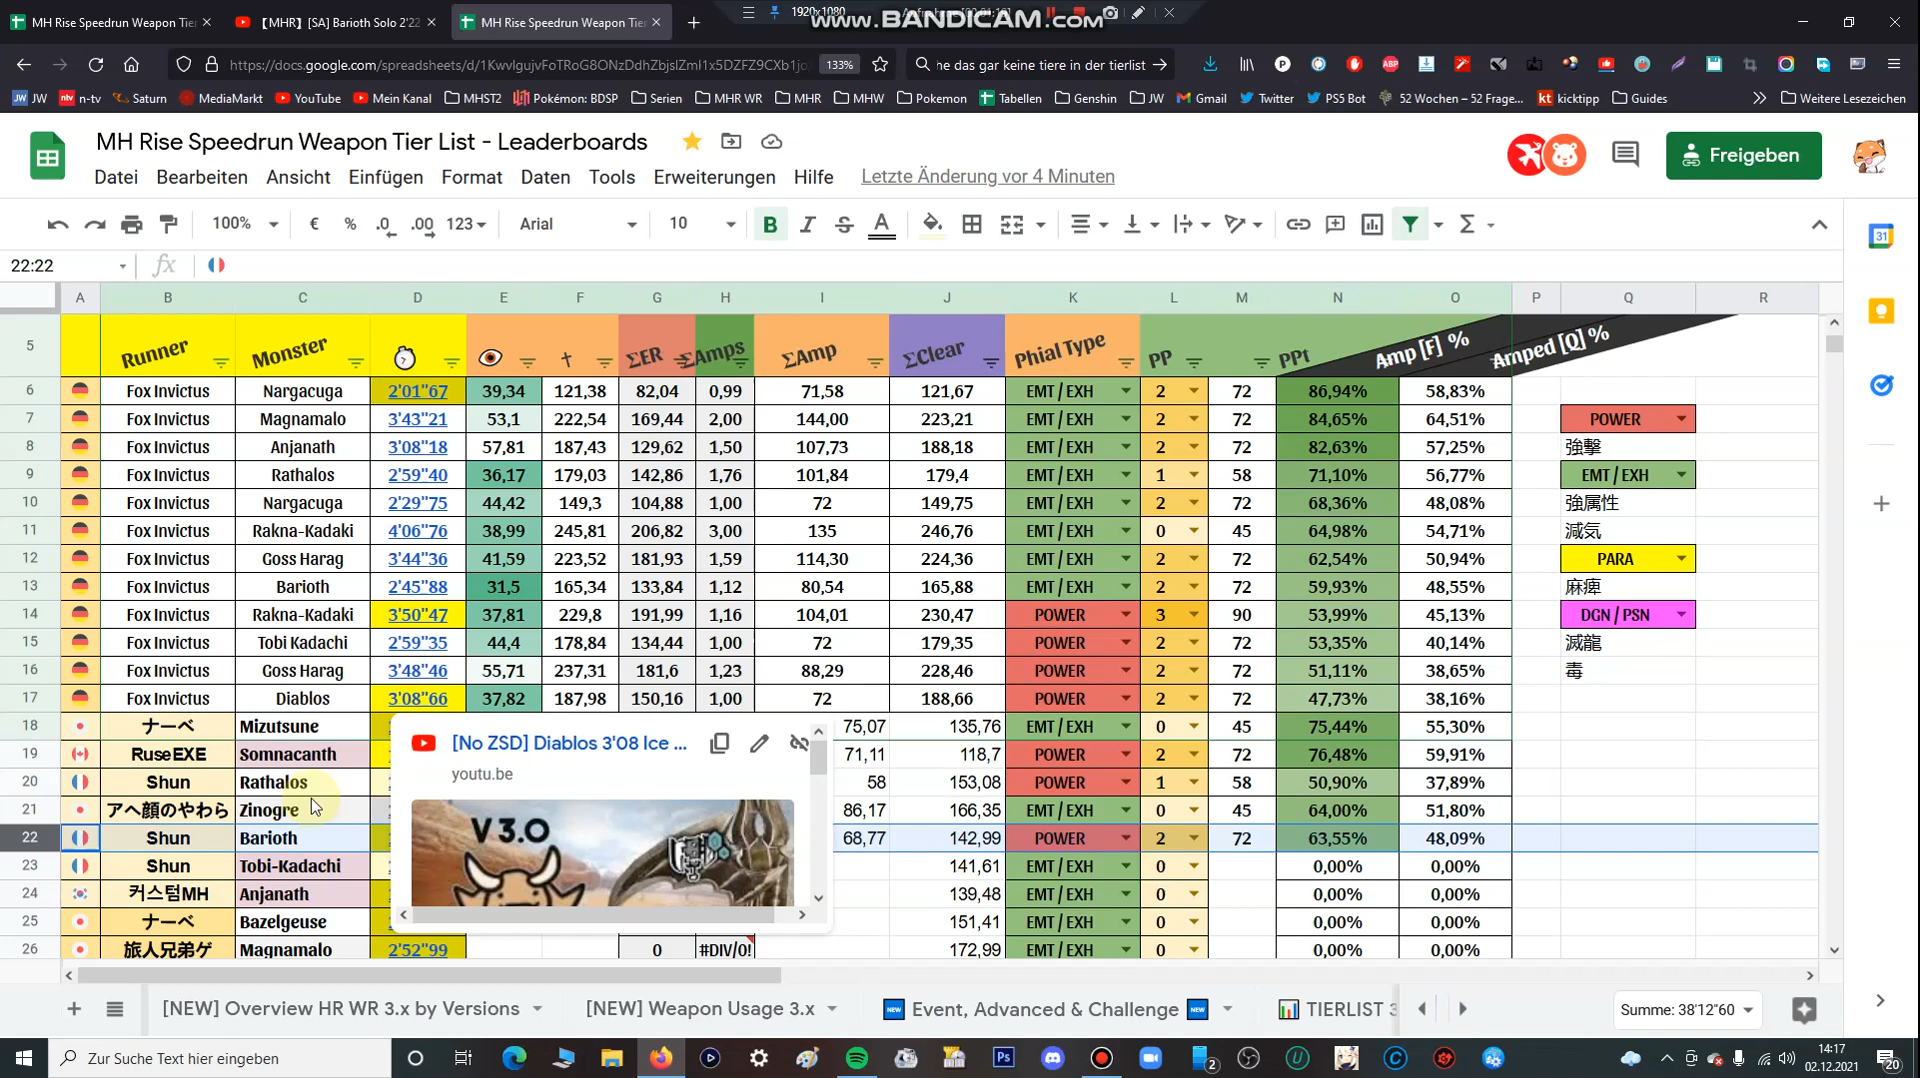 MH Rise Speedrun Weapon Tier
【MHR】[SA] Barioth Solo 2'22
MH Rise Speedrun Weapon Tier
1920x1080
www.BANDICAM.com
133%
he das gar keine tiere in der tierlist
JW
n-tv
Saturn
MediaMarkt
YouTube
Mein Kanal
MHST2
Pokémon: BDSP
Serien
MHR WR
MHR
MHW
Pokemon
Tabellen
Genshin
JW
Gmail
Twitter
PS5 Bot
52 Wochen – 52 Frage...
kicktipp
Guides
Weitere Lesezeichen
MH Rise Speedrun Weapon Tier List - Leaderboards
Freigeben
Datei Bearbeiten Ansicht Einfügen Format Daten Tools Erweiterungen Hilfe Letzte Änderung vor 4 Minuten
100% € % .0 .00 123 Arial 10 B I S A Σ
22:22 fx
A B C D E F G H I J K L M N O P Q R
5 Runner Monster ΣER ΣAmps ΣAmp ΣClear Phial Type PP PPt Amp [F] % Amped [Q] %
6 Fox Invictus Nargacuga 2'01"67 39,34 121,38 82,04 0,99 71,58 121,67 EMT / EXH 2 72 86,94% 58,83%
7 Fox Invictus Magnamalo 3'43"21 53,1 222,54 169,44 2,00 144,00 223,21 EMT / EXH 2 72 84,65% 64,51% POWER
8 Fox Invictus Anjanath 3'08"18 57,81 187,43 129,62 1,50 107,73 188,18 EMT / EXH 2 72 82,63% 57,25% 強撃
9 Fox Invictus Rathalos 2'59"40 36,17 179,03 142,86 1,76 101,84 179,4 EMT / EXH 1 58 71,10% 56,77% EMT / EXH
10 Fox Invictus Nargacuga 2'29"75 44,42 149,3 104,88 1,00 72 149,75 EMT / EXH 2 72 68,36% 48,08% 強属性
11 Fox Invictus Rakna-Kadaki 4'06"76 38,99 245,81 206,82 3,00 135 246,76 EMT / EXH 0 45 64,98% 54,71% 減気
12 Fox Invictus Goss Harag 3'44"36 41,59 223,52 181,93 1,59 114,30 224,36 EMT / EXH 2 72 62,54% 50,94% PARA
13 Fox Invictus Barioth 2'45"88 31,5 165,34 133,84 1,12 80,54 165,88 EMT / EXH 2 72 59,93% 48,55% 麻痺
14 Fox Invictus Rakna-Kadaki 3'50"47 37,81 229,8 191,99 1,16 104,01 230,47 POWER 3 90 53,99% 45,13% DGN / PSN
15 Fox Invictus Tobi Kadachi 2'59"35 44,4 178,84 134,44 1,00 72 179,35 POWER 2 72 53,35% 40,14% 滅龍
16 Fox Invictus Goss Harag 3'48"46 55,71 237,31 181,6 1,23 88,29 228,46 POWER 2 72 51,11% 38,65% 毒
17 Fox Invictus Diablos 3'08"66 37,82 187,98 150,16 1,00 72 188,66 POWER 2 72 47,73% 38,16%
18 ナーベ Mizutsune 75,07 135,76 EMT / EXH 0 45 75,44% 55,30%
19 RuseEXE Somnacanth 71,11 118,7 POWER 2 72 76,48% 59,91%
20 Shun Rathalos 58 153,08 POWER 1 58 50,90% 37,89%
21 アヘ顔のやわら Zinogre 86,17 166,35 EMT / EXH 0 45 64,00% 51,80%
22 Shun Barioth 68,77 142,99 POWER 2 72 63,55% 48,09%
23 Shun Tobi-Kadachi 141,61 EMT / EXH 0 0,00% 0,00%
24 커스텀MH Anjanath 139,48 EMT / EXH 0 0,00% 0,00%
25 ナーベ Bazelgeuse 151,41 EMT / EXH 0 0,00% 0,00%
26 旅人兄弟ゲ Magnamalo 2'52"99 0 #DIV/0! 172,99 EMT / EXH 0 0,00% 0,00%
[No ZSD] Diablos 3'08 Ice ...
youtu.be
V 3.0
[NEW] Overview HR WR 3.x by Versions
[NEW] Weapon Usage 3.x
Event, Advanced & Challenge
TIERLIST 3
Summe: 38'12"60
Zur Suche Text hier eingeben
14:17
02.12.2021
20